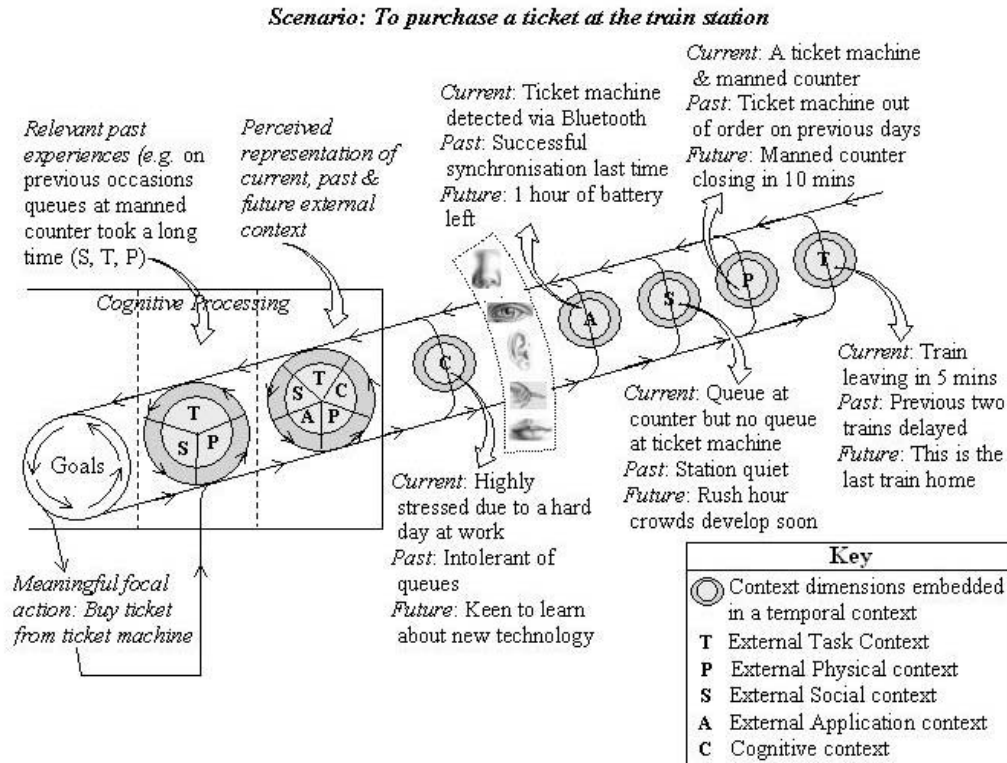 Scenario: To purchase a ticket at the train station
Relevant past
experiences (e.g. on
previous occasions
queues at manned
counter took a long
time (S, T, P)
Perceived
representation of
current, past &
future external
context
Current: Ticket machine
detected via Bluetooth
Past: Successful
synchronisation last time
Future: 1 hour of battery
left
Current: A ticket machine
& manned counter
Past: Ticket machine out
of order on previous days
Future: Manned counter
closing in 10 mins
Cognitive Processing
Goals
T
S
P
T
S
C
A
P
C
A
S
P
T
Meaningful focal
action: Buy ticket
from ticket machine
Current: Highly
stressed due to a hard
day at work
Past: Intolerant of
queues
Future: Keen to learn
about new technology
Current: Queue at
counter but no queue
at ticket machine
Past: Station quiet
Future: Rush hour
crowds develop soon
Current: Train
leaving in 5 mins
Past: Previous two
trains delayed
Future: This is the
last train home
Key
Context dimensions embedded
in a temporal context
T External Task Context
P External Physical context
S External Social context
A External Application context
C Cognitive context